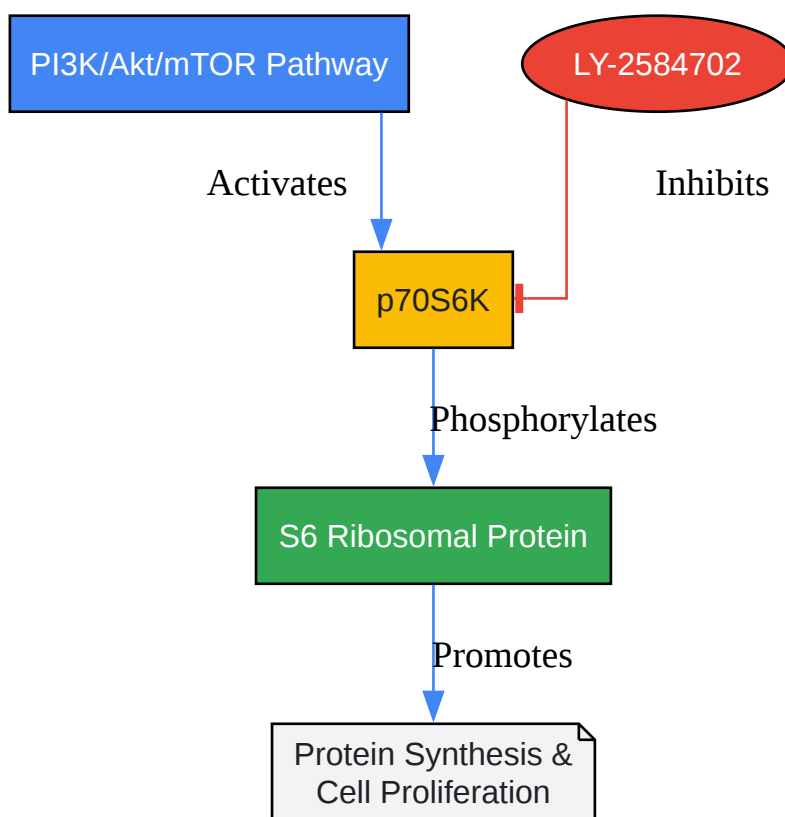 PI3K/Akt/mTOR Pathway
LY-2584702
Activates
Inhibits
p70S6K
Phosphorylates
S6 Ribosomal Protein
Promotes
Protein Synthesis &
Cell Proliferation